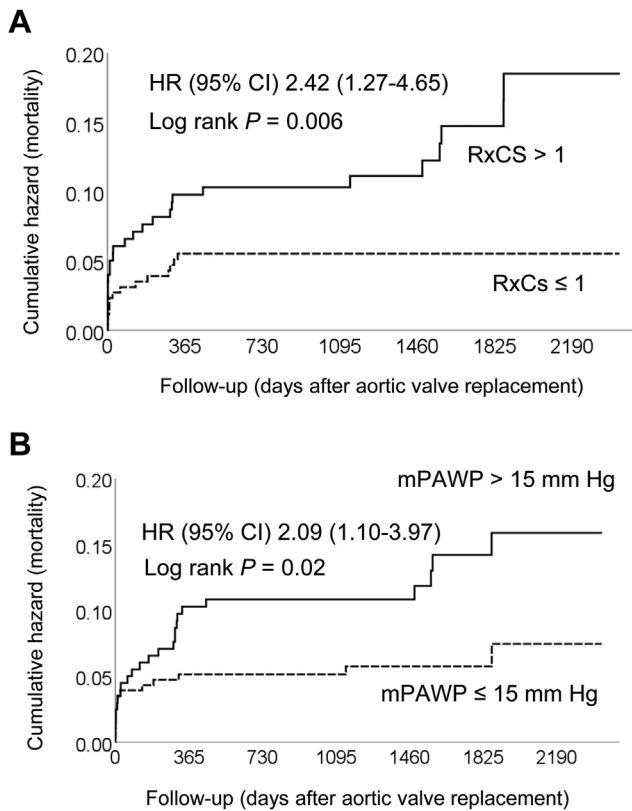 A
0.20
HR (95% CI) 2.42 (1.27-4.65)
0.15
Log rank P = 0.006
RxCS > 1
0.10
0.05
RxCs ≤ 1
0.00
0 365 730 1095 1460 1825 2190
Cumulative hazard (mortality)
Follow-up (days after aortic valve replacement)
B
0.20
mPAWP > 15 mm Hg
HR (95% CI) 2.09 (1.10-3.97)
0.15
Log rank P = 0.02
0.10
0.05
mPAWP ≤ 15 mm Hg
0.00
0 365 730 1095 1460 1825 2190
Cumulative hazard (mortality)
Follow-up (days after aortic valve replacement)